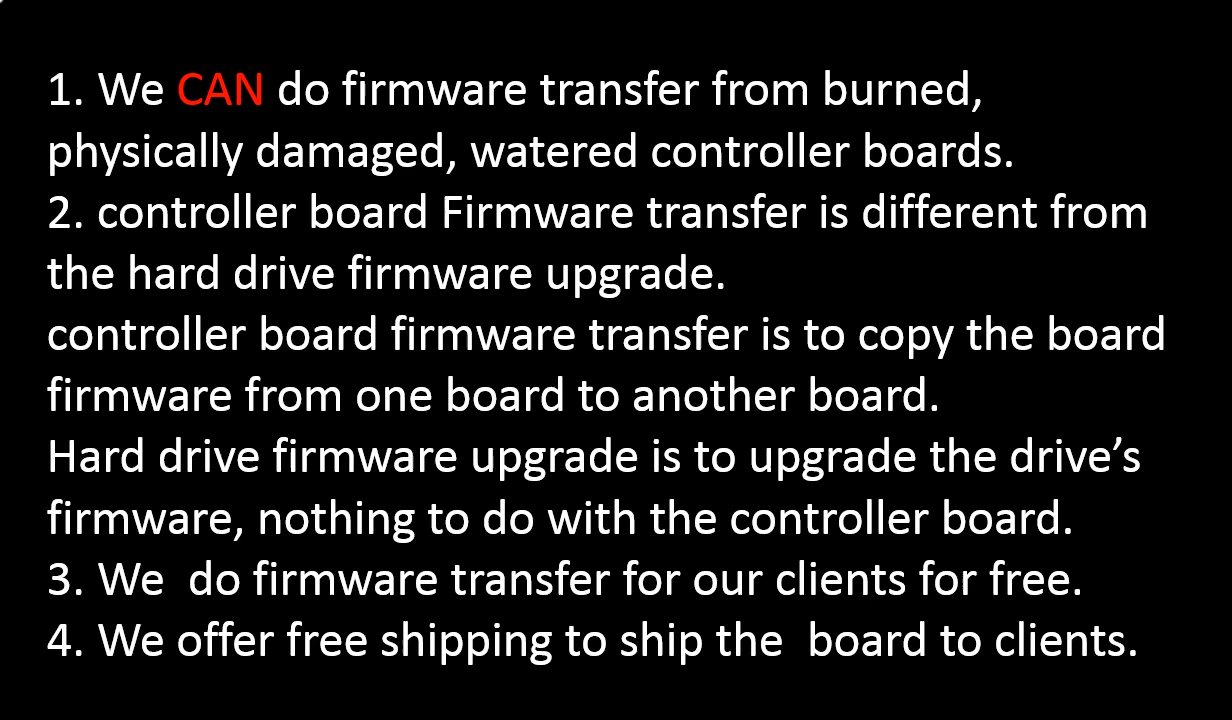 1. We CAN do firmware transfer from burned,
physically damaged, watered controller boards.
2. controller board Firmware transfer is different from
the hard drive firmware upgrade.
controller board firmware transfer is to copy the board
firmware from one board to another board.
Hard drive firmware upgrade is to upgrade the drive’s
firmware, nothing to do with the controller board.
3. We  do firmware transfer for our clients for free.
4. We offer free shipping to ship the  board to clients.